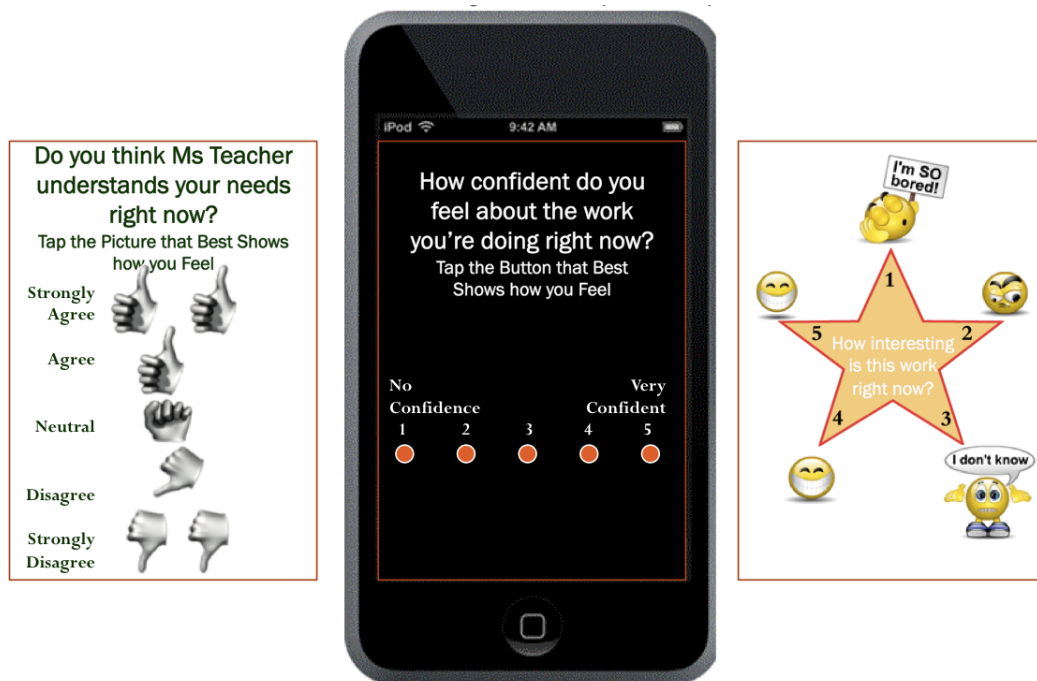 Do you think Ms Teacher
understands your needs
right now?
Tap the Picture that Best Shows
how you Feel
Strongly
Agree
Agree
Neutral
Disagree
Strongly
Disagree
iPod
9:42 AM
How confident do you
feel about the work
you're doing right now?
Tap the Button that Best
Shows how you Feel
No
Confidence
Very
Confident
1 2 3 4 5
I'm SO
bored!
1
5
2
How interesting
is this work
right now?
4
3
I don't know